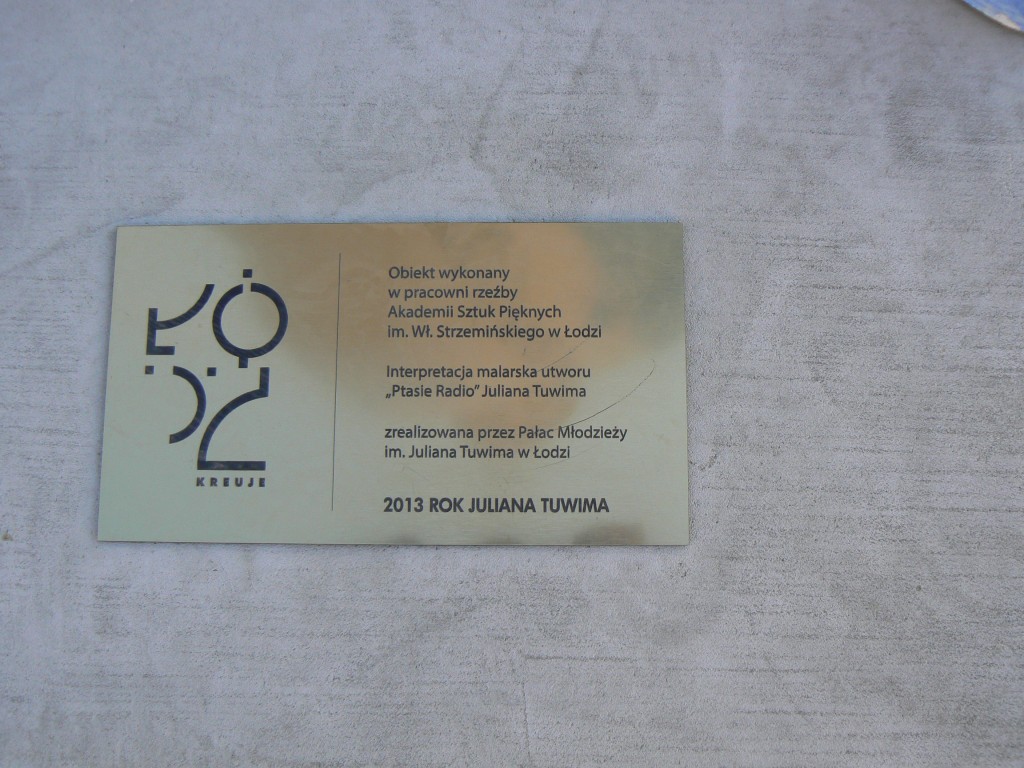 ŁÓDŹ
KREUJE
Obiekt wykonany
w pracowni rzeźby
Akademii Sztuk Pięknych
im. Wł. Strzemińskiego w Łodzi
Interpretacja malarska utworu
„Ptasie Radio” Juliana Tuwima
zrealizowana przez Pałac Młodzieży
im. Juliana Tuwima w Łodzi
2013 ROK JULIANA TUWIMA